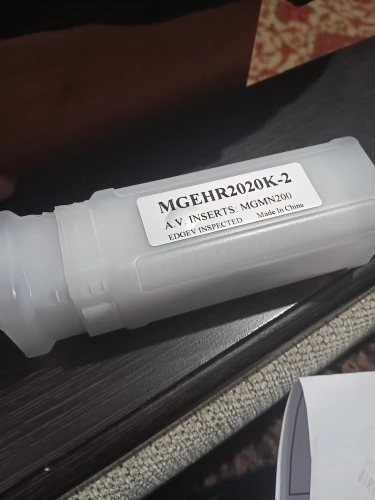 MGEHR2020K-2
A.V. INSERTS: MGMN200
EDGEV INSPECTED Made In China